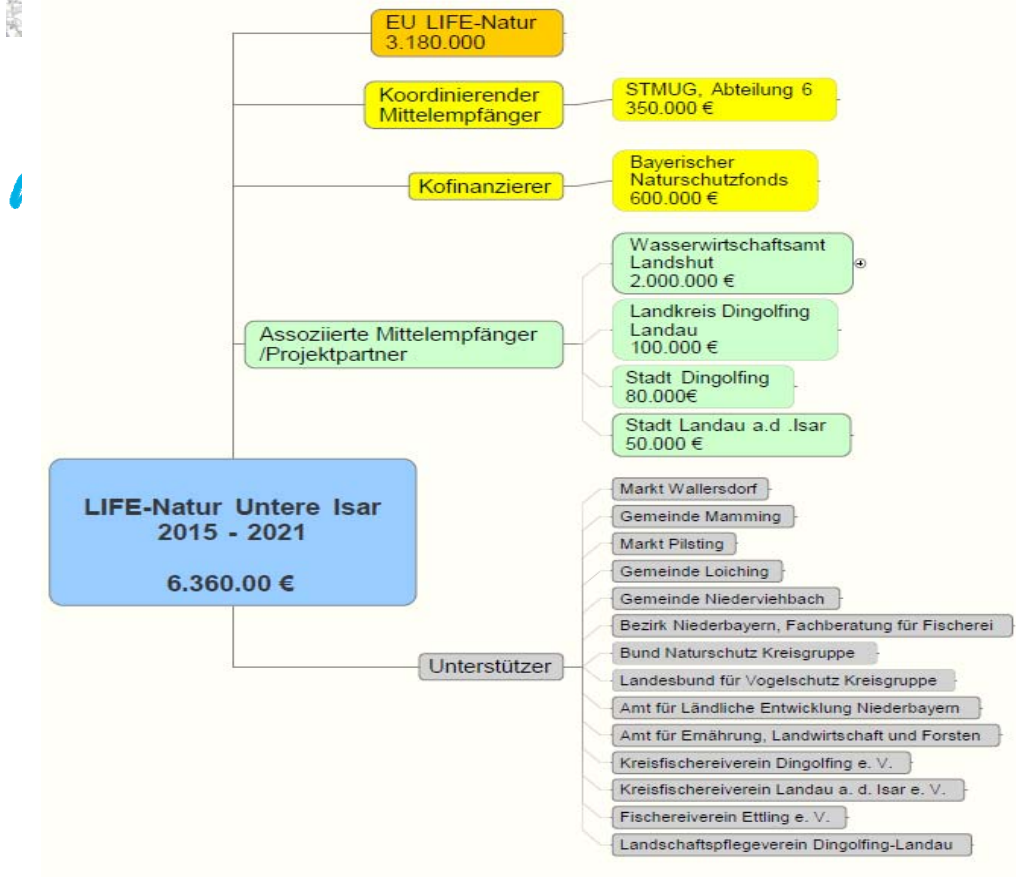 EU LIFE-Natur
3.180.000
Koordinierender
Mittelempfänger
STMUG, Abteilung 6
350.000 €
Kofinanzierer
Bayerischer
Naturschutzfonds
600.000 €
Assoziierte Mittelempfänger
/Projektpartner
Wasserwirtschaftsamt
Landshut
2.000.000 €
Landkreis Dingolfing
Landau
100.000 €
Stadt Dingolfing
80.000€
Stadt Landau a.d .Isar
50.000 €
LIFE-Natur Untere Isar
2015 - 2021
6.360.00 €
Unterstützer
Markt Wallersdorf
Gemeinde Mamming
Markt Pilsting
Gemeinde Loiching
Gemeinde Niederviehbach
Bezirk Niederbayern, Fachberatung für Fischerei
Bund Naturschutz Kreisgruppe
Landesbund für Vogelschutz Kreisgruppe
Amt für Ländliche Entwicklung Niederbayern
Amt für Ernährung, Landwirtschaft und Forsten
Kreisfischereiverein Dingolfing e. V.
Kreisfischereiverein Landau a. d. Isar e. V.
Fischereiverein Ettling e. V.
Landschaftspflegeverein Dingolfing-Landau